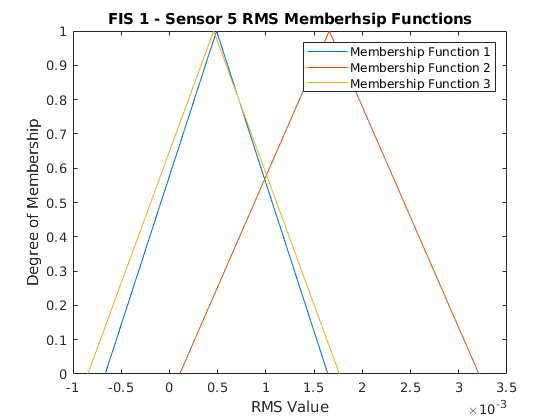 FIS 1 - Sensor 5 RMS Memberhsip Functions
Membership Function 1
Membership Function 2
Membership Function 3
Degree of Membership
1
0.9
0.8
0.7
0.6
0.5
0.4
0.3
0.2
0.1
0
-1 -0.5 0 0.5 1 1.5 2 2.5 3 3.5
×10⁻³
RMS Value